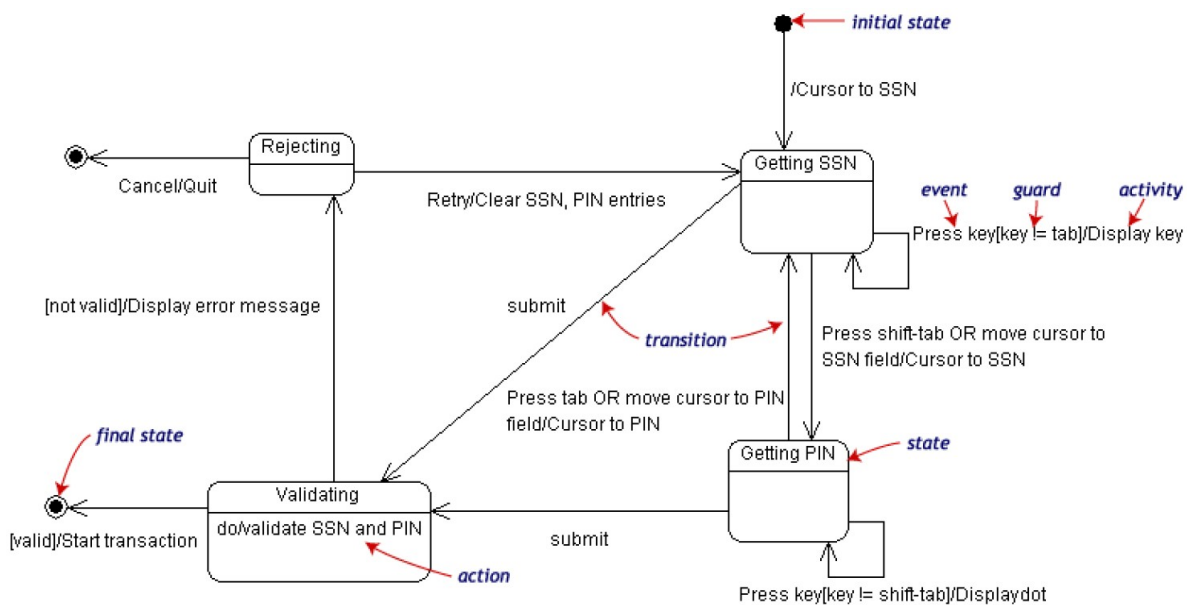 initial state
/Cursor to SSN
Rejecting
Getting SSN
Cancel/Quit
Retry/Clear SSN, PIN entries
event
guard
activity
Press key[key != tab]/Display key
[not valid]/Display error message
submit
transition
Press shift-tab OR move cursor to
SSN field/Cursor to SSN
Press tab OR move cursor to PIN
field/Cursor to PIN
final state
Getting PIN
state
Validating
do/validate SSN and PIN
[valid]/Start transaction
submit
action
Press key[key != shift-tab]/Displaydot